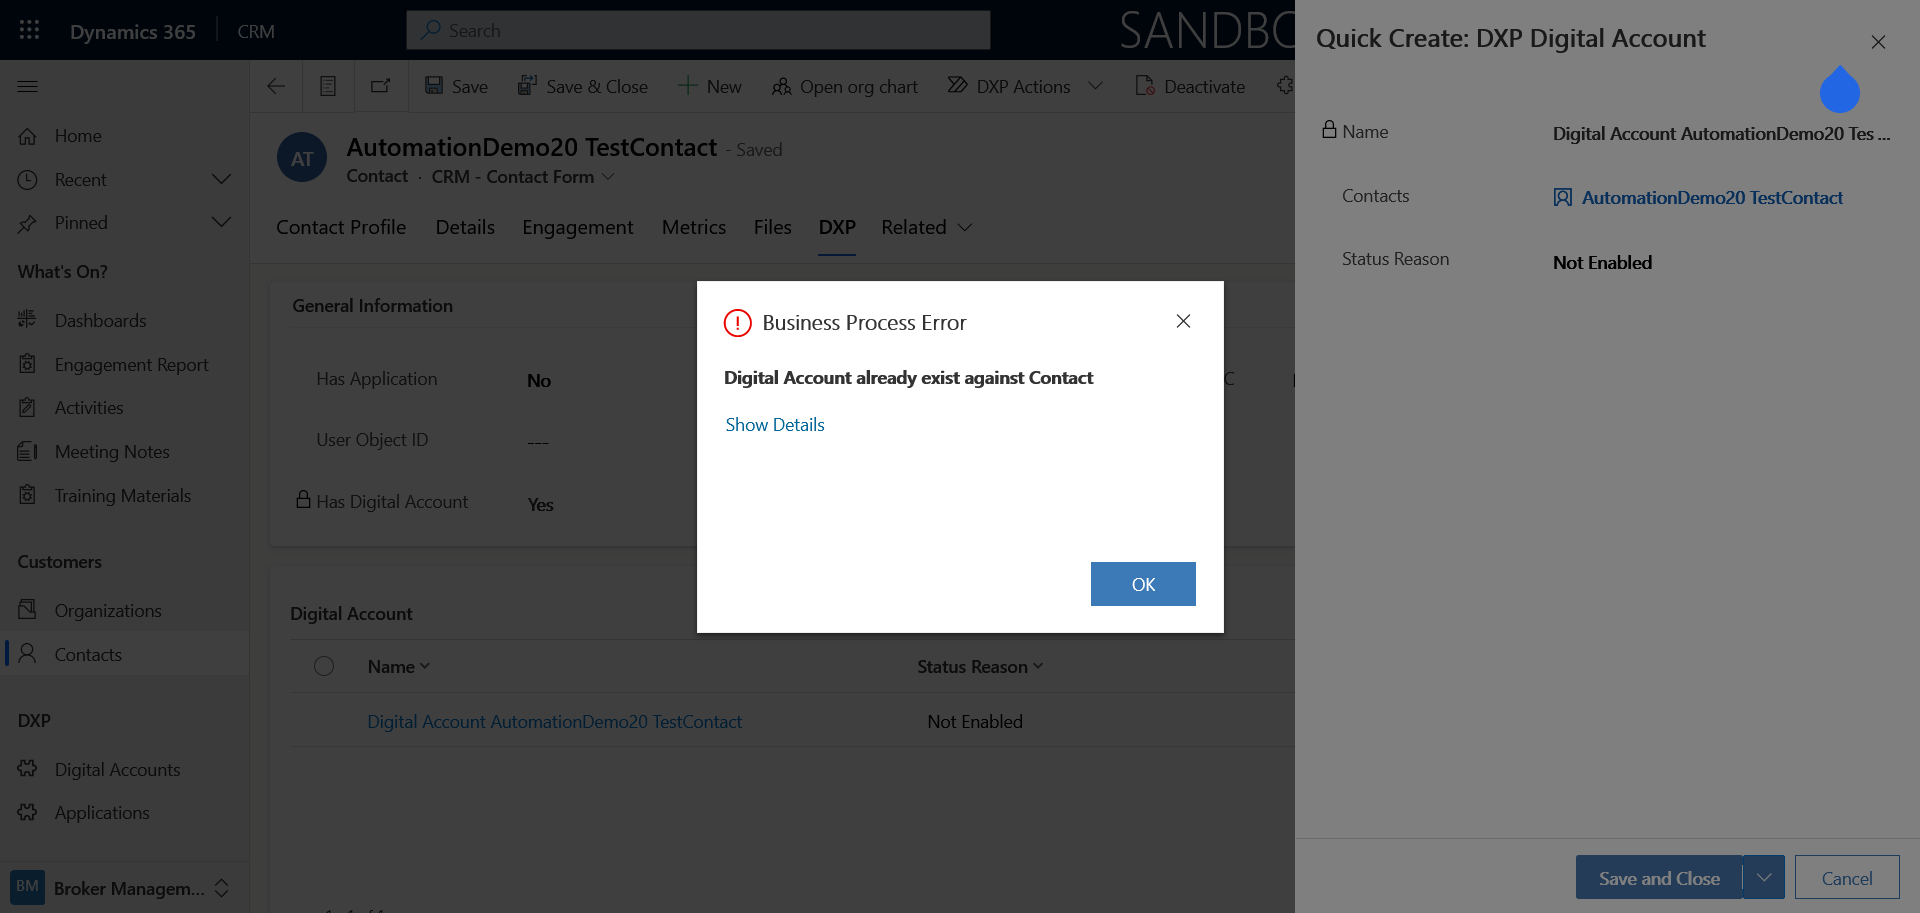 Dynamics 365
CRM
Search
Save
Save & Close
New
Open org chart
DXP Actions
Deactivate
Home
Recent
Pinned
What's On?
Dashboards
Engagement Report
Activities
Meeting Notes
Training Materials
Customers
Organizations
Contacts
DXP
Digital Accounts
Applications
BM
Broker Managem...
AT
AutomationDemo20 TestContact - Saved
Contact · CRM - Contact Form
Contact Profile
Details
Engagement
Metrics
Files
DXP
Related
General Information
Has Application
No
User Object ID
---
Has Digital Account
Yes
Digital Account
Name
Status Reason
Digital Account AutomationDemo20 TestContact
Not Enabled
Business Process Error
Digital Account already exist against Contact
Show Details
OK
Quick Create: DXP Digital Account
Name
Digital Account AutomationDemo20 Tes ...
Contacts
AutomationDemo20 TestContact
Status Reason
Not Enabled
Save and Close
Cancel